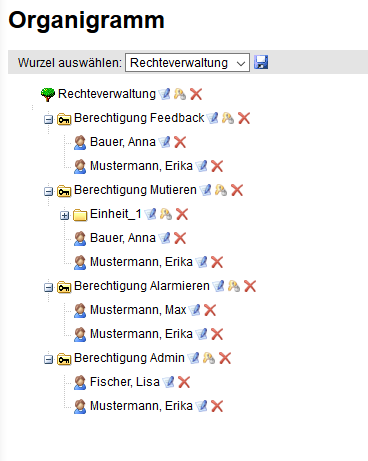 Organigramm
Wurzel auswählen: Rechteverwaltung
Rechteverwaltung
Berechtigung Feedback
Bauer, Anna
Mustermann, Erika
Berechtigung Mutieren
Einheit_1
Bauer, Anna
Mustermann, Erika
Berechtigung Alarmieren
Mustermann, Max
Mustermann, Erika
Berechtigung Admin
Fischer, Lisa
Mustermann, Erika